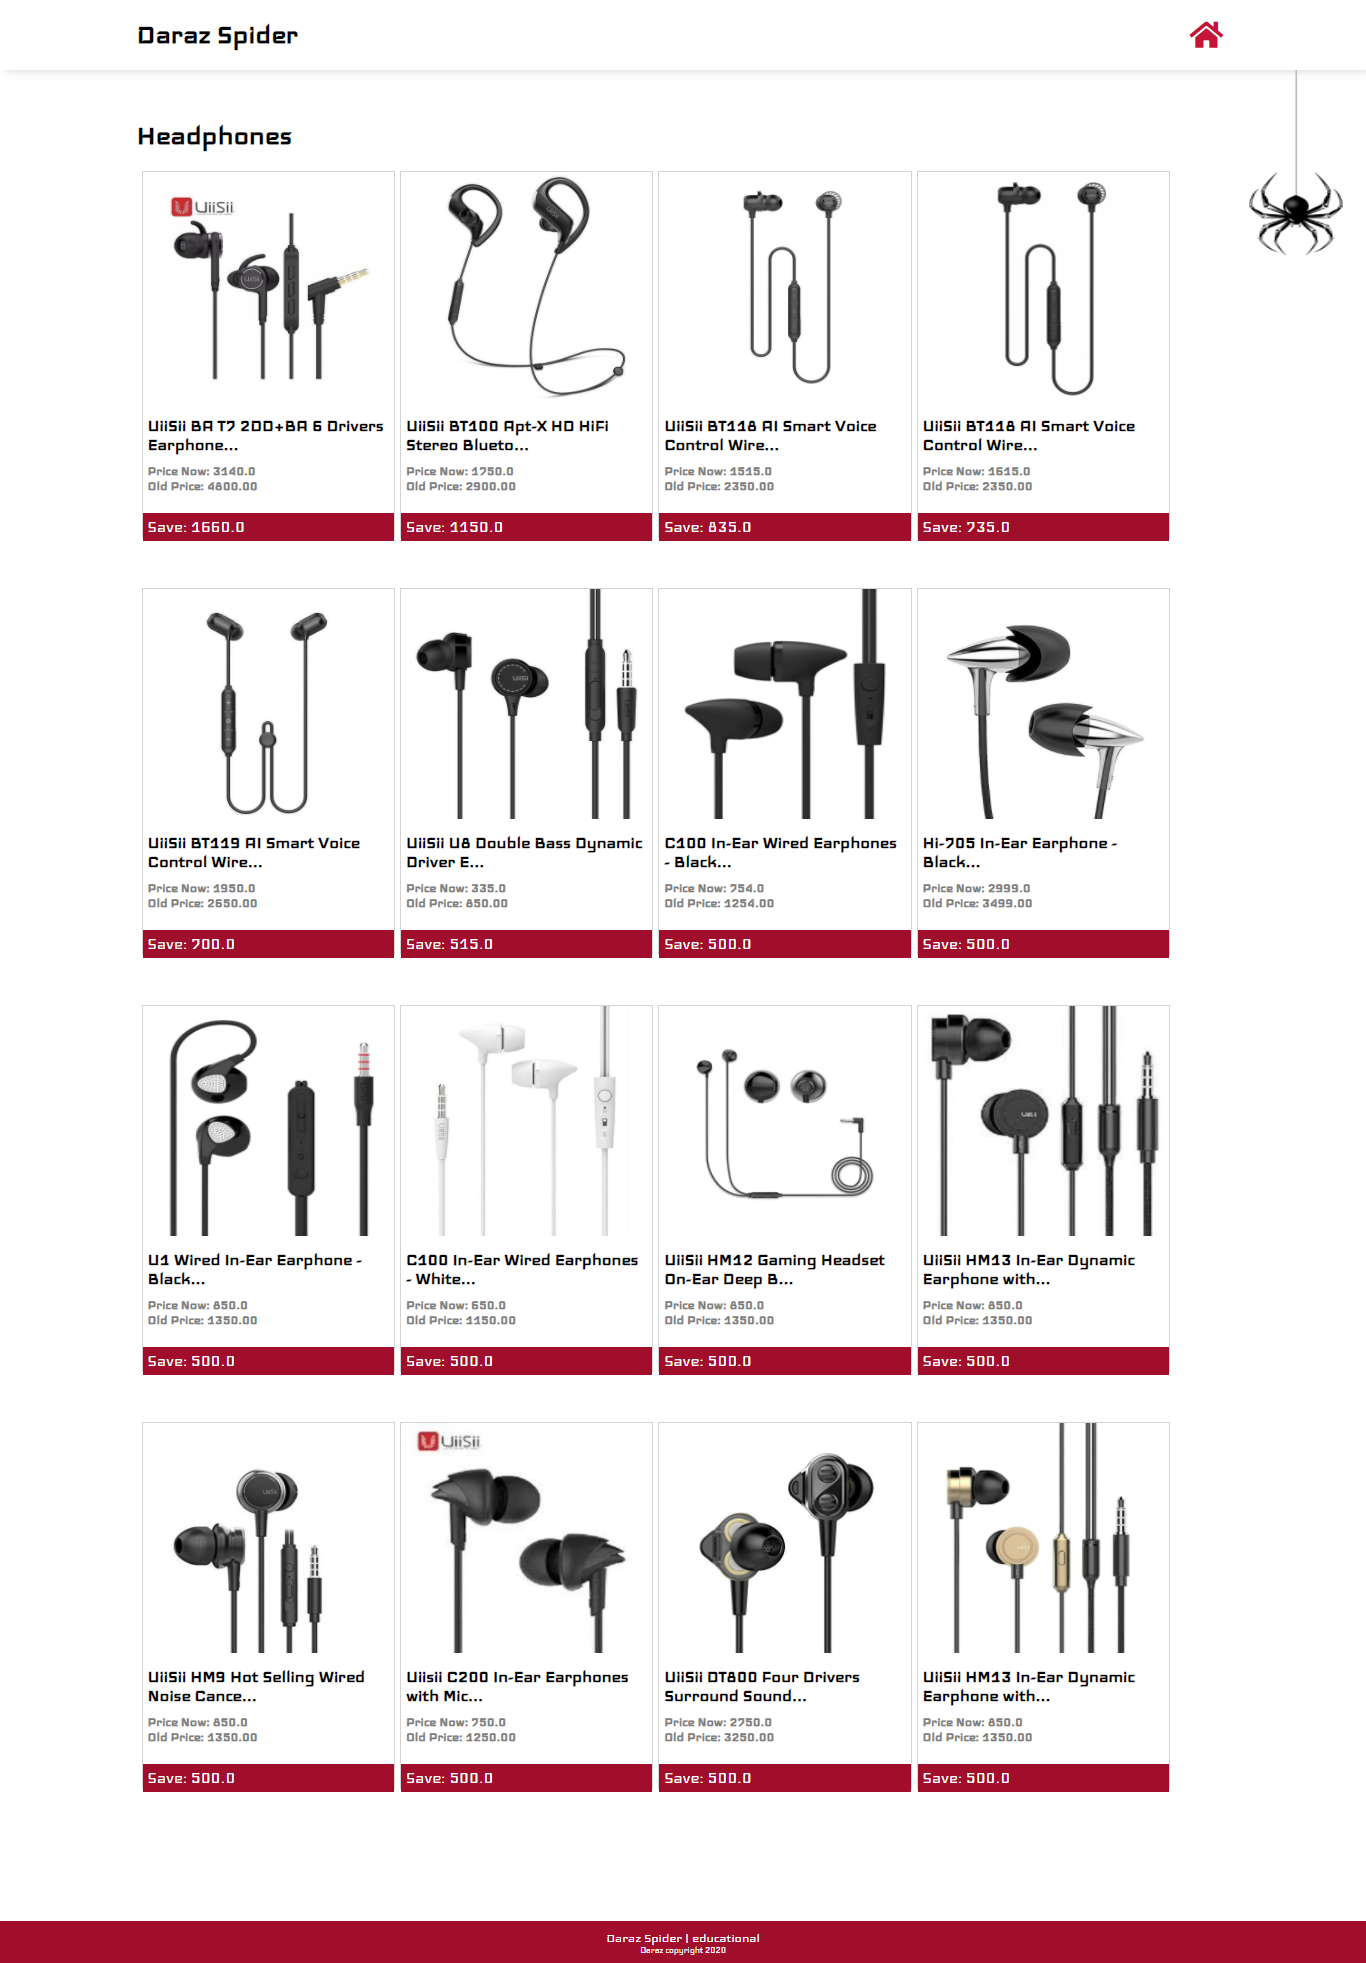 Daraz Spider
Headphones
UiiSii
UiiSii BA T7 2DD+BA 6 Drivers
Earphone...
Price Now: 3140.0
Old Price: 4800.00
Save: 1660.0
UiiSii BT100 Apt-X HD HiFi
Stereo Blueto...
Price Now: 1750.0
Old Price: 2900.00
Save: 1150.0
UiiSii BT118 AI Smart Voice
Control Wire...
Price Now: 1515.0
Old Price: 2350.00
Save: 835.0
UiiSii BT118 AI Smart Voice
Control Wire...
Price Now: 1615.0
Old Price: 2350.00
Save: 735.0
UiiSii BT119 AI Smart Voice
Control Wire...
Price Now: 1950.0
Old Price: 2650.00
Save: 700.0
UiiSii U8 Double Bass Dynamic
Driver E...
Price Now: 335.0
Old Price: 850.00
Save: 515.0
C100 In-Ear Wired Earphones
- Black...
Price Now: 754.0
Old Price: 1254.00
Save: 500.0
Hi-705 In-Ear Earphone -
Black...
Price Now: 2999.0
Old Price: 3499.00
Save: 500.0
U1 Wired In-Ear Earphone -
Black...
Price Now: 850.0
Old Price: 1350.00
Save: 500.0
C100 In-Ear Wired Earphones
- White...
Price Now: 650.0
Old Price: 1150.00
Save: 500.0
UiiSii HM12 Gaming Headset
On-Ear Deep B...
Price Now: 850.0
Old Price: 1350.00
Save: 500.0
UiiSii HM13 In-Ear Dynamic
Earphone with...
Price Now: 850.0
Old Price: 1350.00
Save: 500.0
UiiSii HM9 Hot Selling Wired
Noise Cance...
Price Now: 850.0
Old Price: 1350.00
Save: 500.0
UiiSii
Uiisii C200 In-Ear Earphones
with Mic...
Price Now: 750.0
Old Price: 1250.00
Save: 500.0
UiiSii DT800 Four Drivers
Surround Sound...
Price Now: 2750.0
Old Price: 3250.00
Save: 500.0
UiiSii HM13 In-Ear Dynamic
Earphone with...
Price Now: 850.0
Old Price: 1350.00
Save: 500.0
Daraz Spider | educational
Daraz copyright 2020